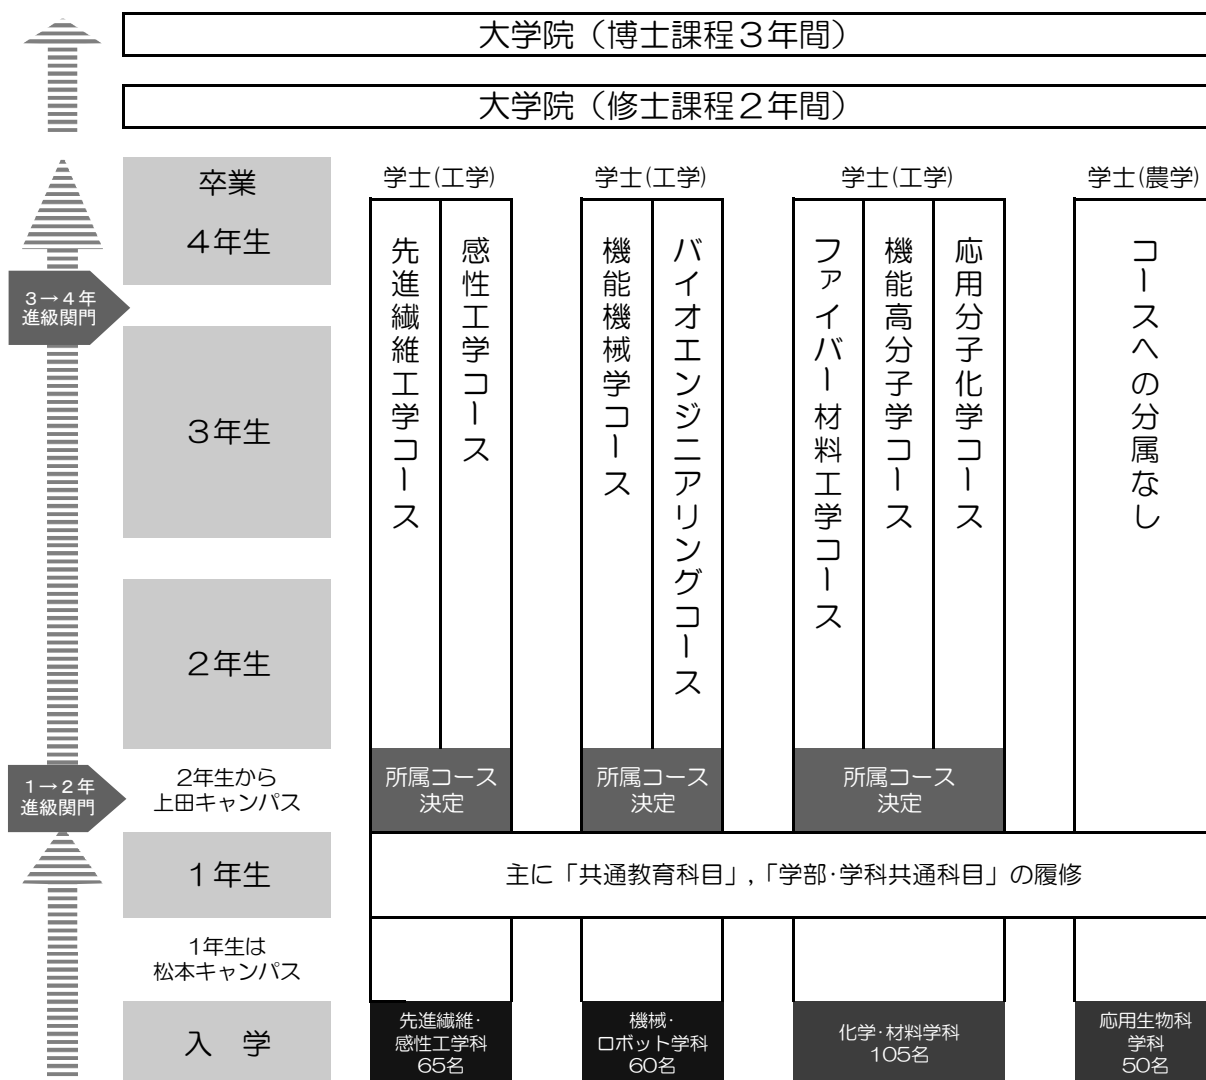 大学院（博士課程３年間）
大学院（修士課程２年間）
卒業
４年生
3→4年
進級関門
３年生
２年生
2年生から
上田キャンパス
1→2年
進級関門
１年生
1年生は
松本キャンパス
入　学
学士(工学)
学士(工学)
学士(工学)
学士(農学)
先進繊維工学コース
感性工学コース
機能機械学コース
バイオエンジニアリングコース
ファイバー材料工学コース
機能高分子学コース
応用分子化学コース
コースへの分属なし
所属コース
決定
所属コース
決定
所属コース
決定
主に「共通教育科目」,「学部･学科共通科目」の履修
先進繊維･
感性工学科
65名
機械･
ロボット学科
60名
化学･材料学科
105名
応用生物科
学科
50名